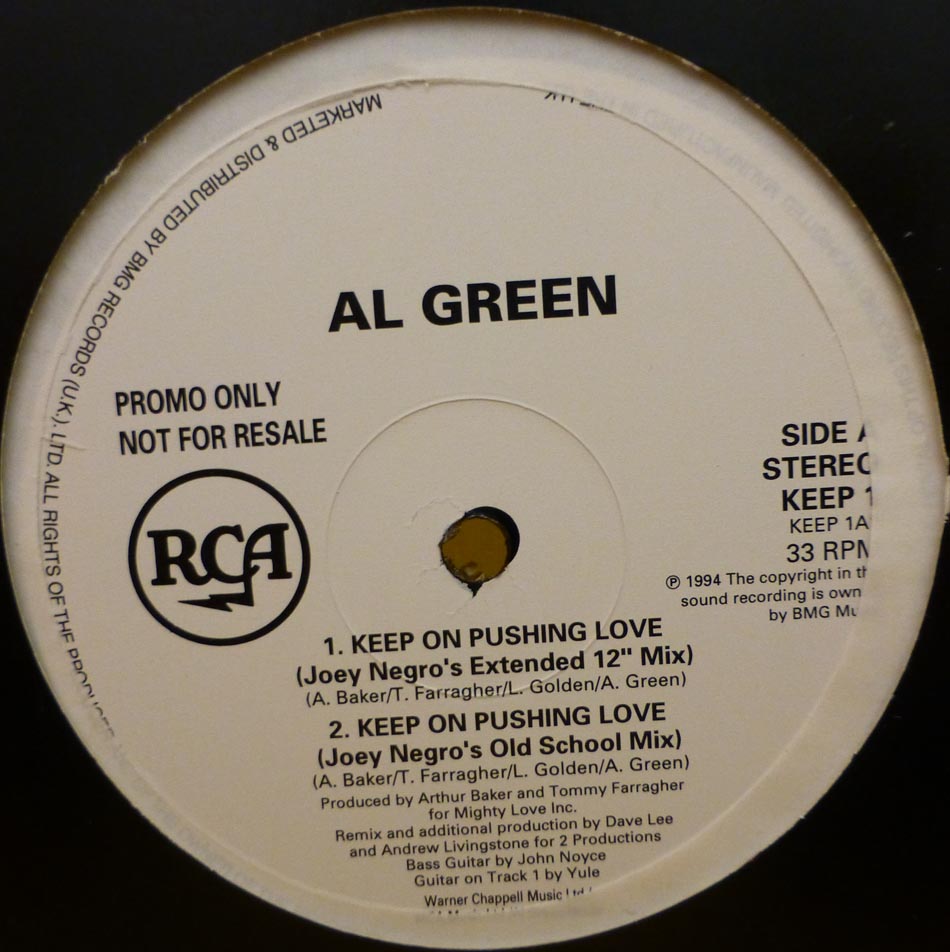 MARKETED & DISTRIBUTED BY BMG RECORDS (U.K.). LTD. ALL RIGHTS OF THE PRODUCER
AL GREEN
PROMO ONLY
NOT FOR RESALE
RCA
SIDE A
STEREO
KEEP 1
KEEP 1A
33 RPM
℗ 1994 The copyright in th
sound recording is own
by BMG Mu
1. KEEP ON PUSHING LOVE
(Joey Negro's Extended 12" Mix)
(A. Baker/T. Farragher/L. Golden/A. Green)
2. KEEP ON PUSHING LOVE
(Joey Negro's Old School Mix)
(A. Baker/T. Farragher/L. Golden/A. Green)
Produced by Arthur Baker and Tommy Farragher
for Mighty Love Inc.
Remix and additional production by Dave Lee
and Andrew Livingstone for 2 Productions
Bass Guitar by John Noyce
Guitar on Track 1 by Yule
Warner Chappell Music Ltd